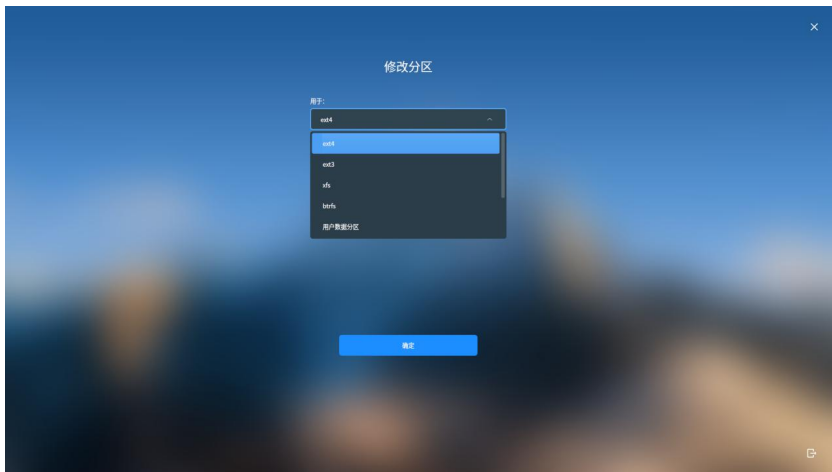 修改分区
用于:
ext4
ext4
ext3
xfs
btrfs
用户数据分区
确定